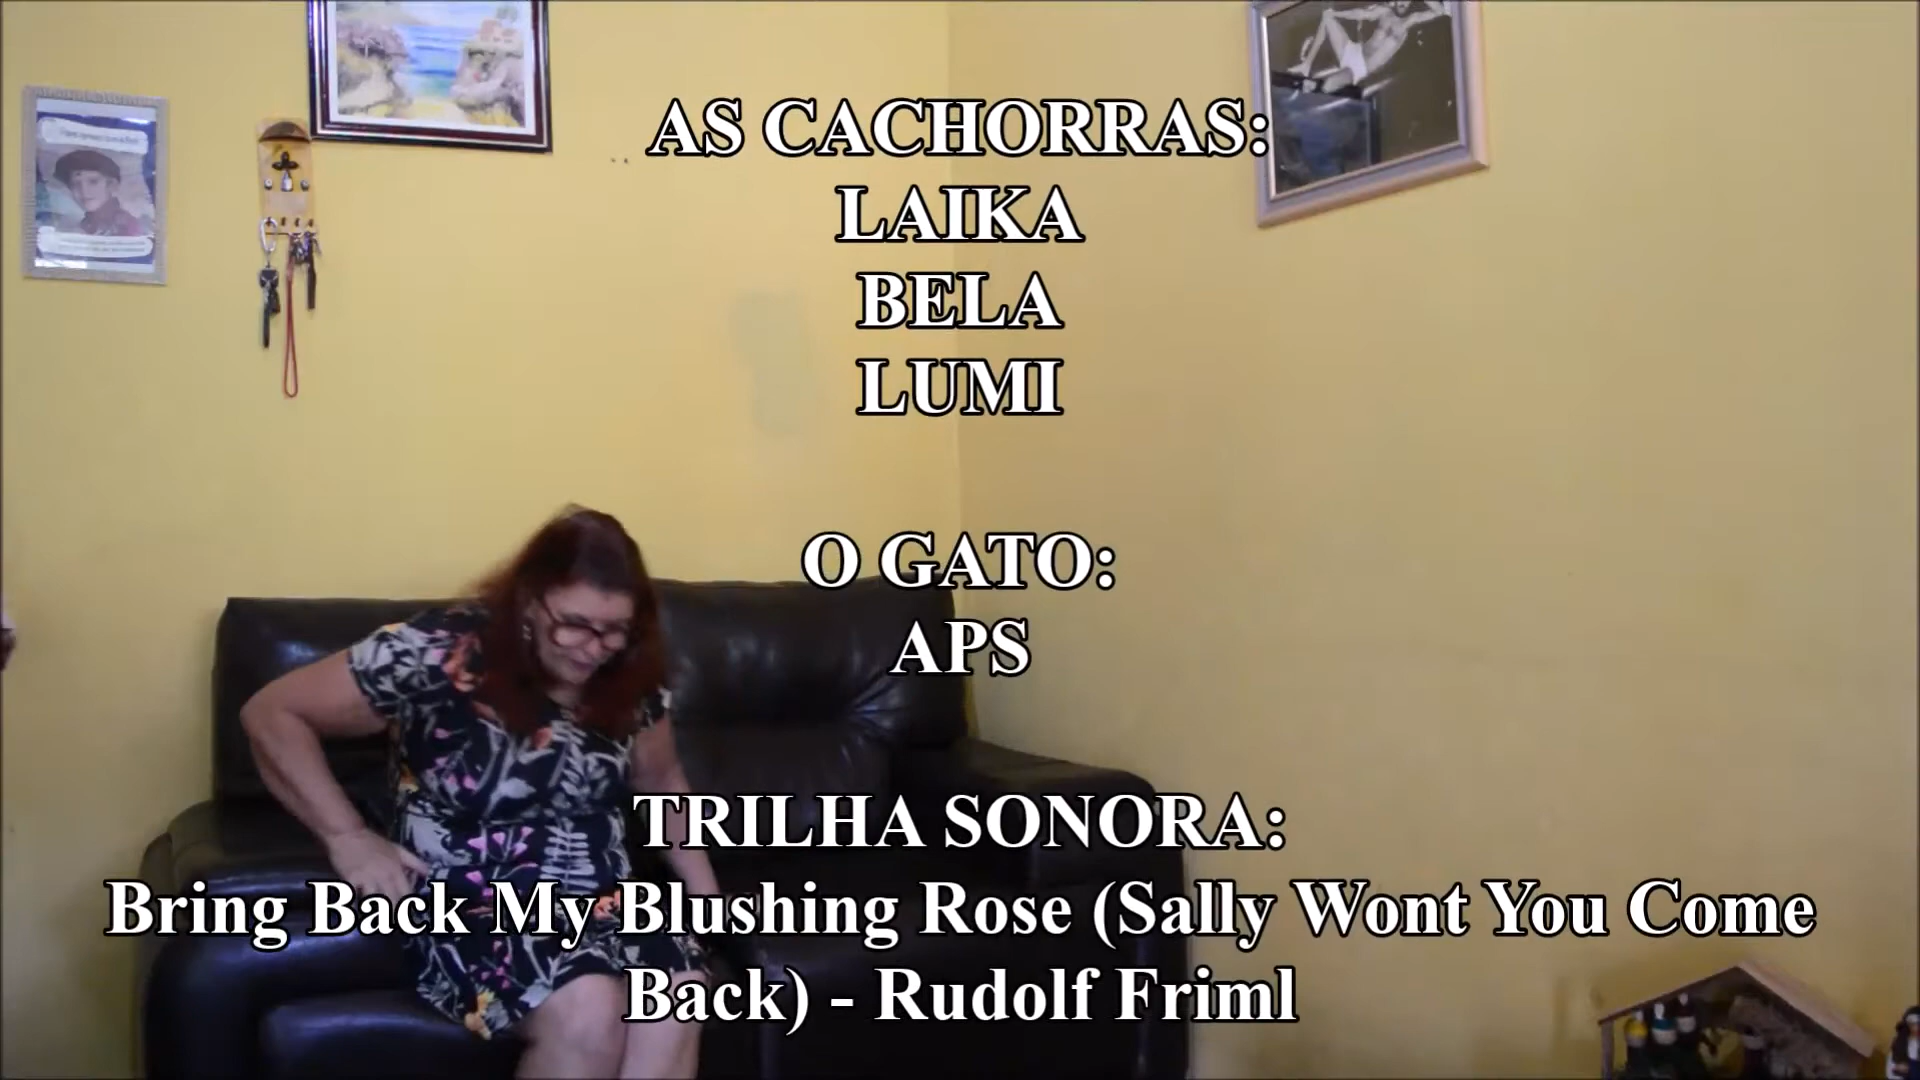 AS CACHORRAS:
LAIKA
BELA
LUMI
O GATO:
APS
TRILHA SONORA:
Bring Back My Blushing Rose (Sally Wont You Come
Back) - Rudolf Friml